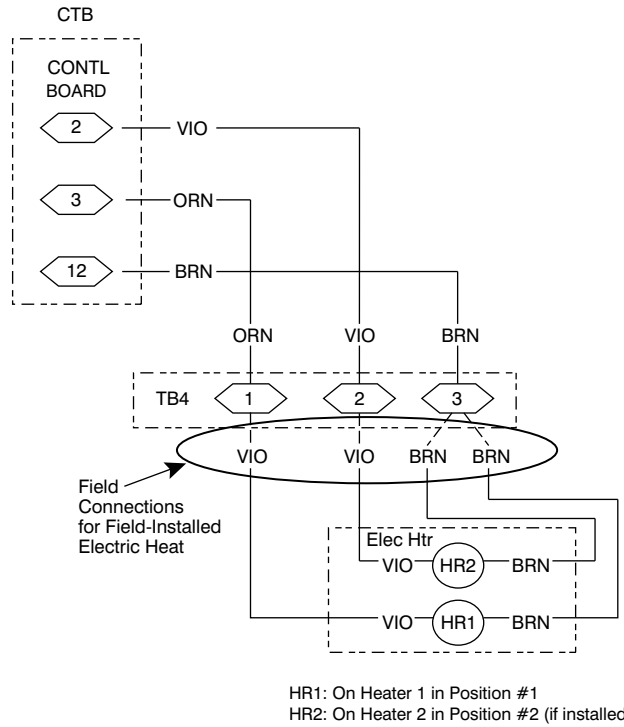 CTB
CONTL
BOARD
2 VIO
3 ORN
12 BRN
ORN VIO BRN
TB4 1 2 3
VIO VIO BRN BRN
Field
Connections
for Field-Installed
Electric Heat
Elec Htr
VIO HR2 BRN
VIO HR1 BRN
HR1: On Heater 1 in Position #1
HR2: On Heater 2 in Position #2 (if installed